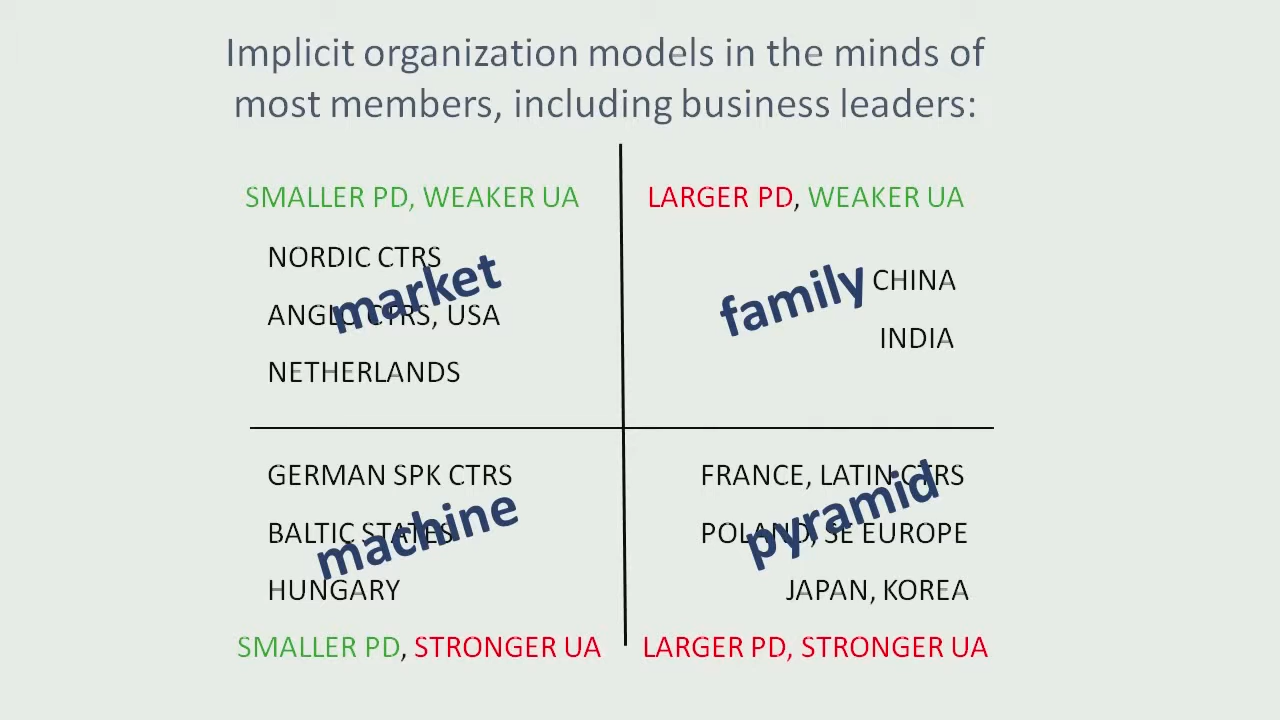 Implicit organization models in the minds of
most members, including business leaders:
SMALLER PD, WEAKER UA
NORDIC CTRS
ANGLO CTRS, USA
NETHERLANDS
market
LARGER PD, WEAKER UA
CHINA
INDIA
family
GERMAN SPK CTRS
BALTIC STATES
HUNGARY
machine
SMALLER PD, STRONGER UA
FRANCE, LATIN CTRS
POLAND, SE EUROPE
JAPAN, KOREA
pyramid
LARGER PD, STRONGER UA